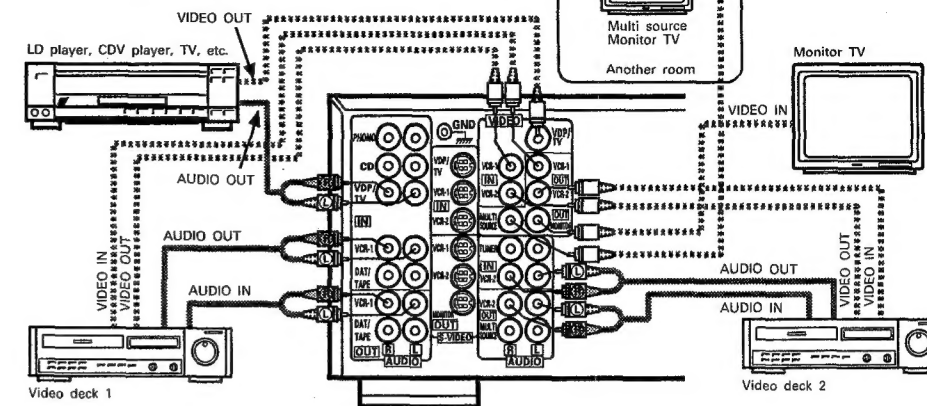 VIDEO OUT
LD player, CDV player, TV, etc.
AUDIO OUT
Multi source
Monitor TV
Another room
Monitor TV
VIDEO IN
VIDEO
GND
PHONO
CD
VDP/
TV
IN
VCR-1
DAT/
TAPE
VCR-1
DAT/
TAPE
OUT
R L
AUDIO
VDP/
TV
VCR-1
IN
VCR-2
VCR-2
MONITOR
OUT
S-VIDEO
VDP/
TV
VCR-1
IN
VCR-2
MULTI
SOURCE
VCR-1
OUT
VCR-2
OUT
MONITOR
TUNER
IN
VCR-2
VCR-2
OUT
MULTI
SOURCE
R L
AUDIO
R
L
R
L
R
L
L
R
L
R
AUDIO OUT
AUDIO IN
VIDEO IN
VIDEO OUT
Video deck 1
AUDIO OUT
AUDIO IN
VIDEO OUT
VIDEO IN
Video deck 2